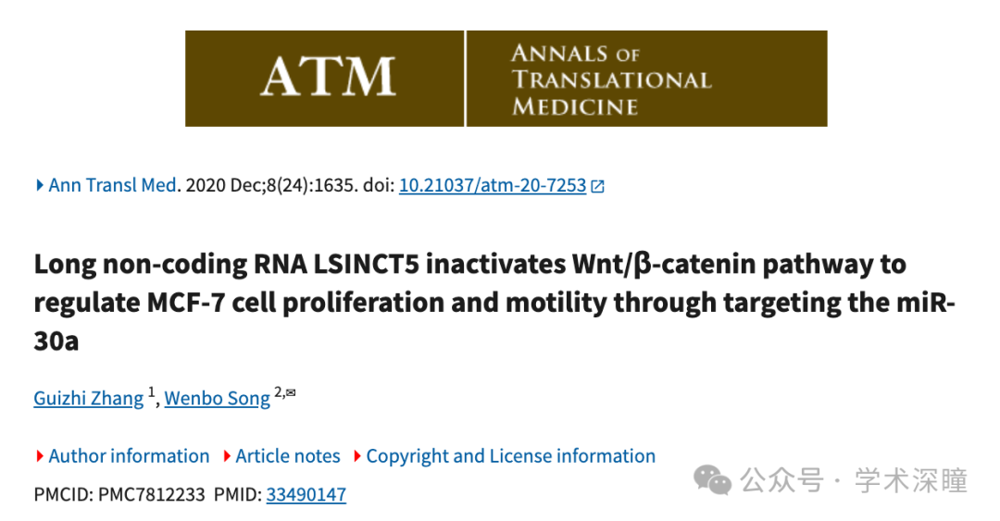 ATM
ANNALS OF
TRANSLATIONAL
MEDICINE
Ann Transl Med. 2020 Dec;8(24):1635. doi: 10.21037/atm-20-7253
Long non-coding RNA LSINCT5 inactivates Wnt/β-catenin pathway to
regulate MCF-7 cell proliferation and motility through targeting the miR-
30a
Guizhi Zhang 1, Wenbo Song 2,✉
Author information Article notes Copyright and License information
PMCID: PMC7812233 PMID: 33490147
公众号 · 学术深瞳